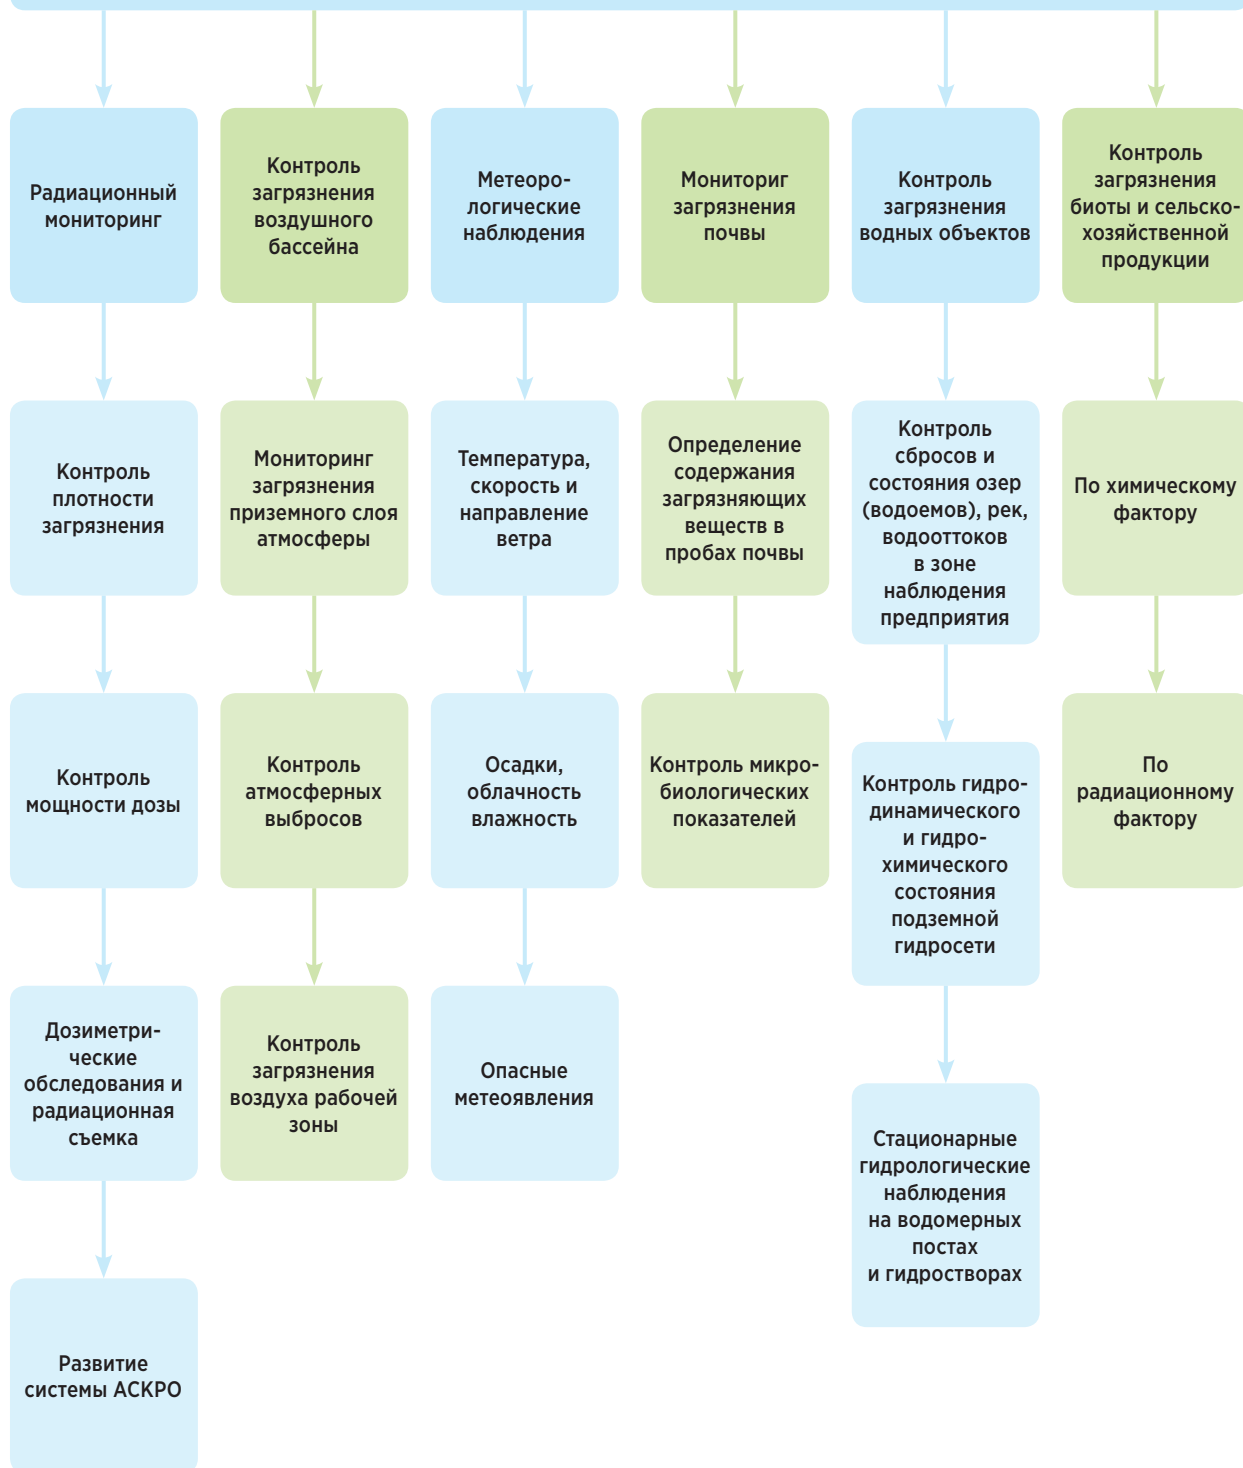 Радиационный
мониторинг
Контроль
загрязнения
воздушного
бассейна
Метеоро-
логические
наблюдения
Мониториг
загрязнения
почвы
Контроль
загрязнения
водных объектов
Контроль
загрязнения
биоты и сельско-
хозяйственной
продукции
Контроль
плотности
загрязнения
Мониторинг
загрязнения
приземного слоя
атмосферы
Температура,
скорость и
направление
ветра
Определение
содержания
загрязняющих
веществ в
пробах почвы
Контроль
сбросов и
состояния озер
(водоемов), рек,
водооттоков
в зоне
наблюдения
предприятия
По химическому
фактору
Контроль
мощности дозы
Контроль
атмосферных
выбросов
Осадки,
облачность
влажность
Контроль микро-
биологических
показателей
Контроль гидро-
динамического
и гидро-
химического
состояния
подземной
гидросети
По
радиационному
фактору
Дозиметри-
ческие
обследования и
радиационная
съемка
Контроль
загрязнения
воздуха рабочей
зоны
Опасные
метеоявления
Стационарные
гидрологические
наблюдения
на водомерных
постах
и гидростворах
Развитие
системы АСКРО